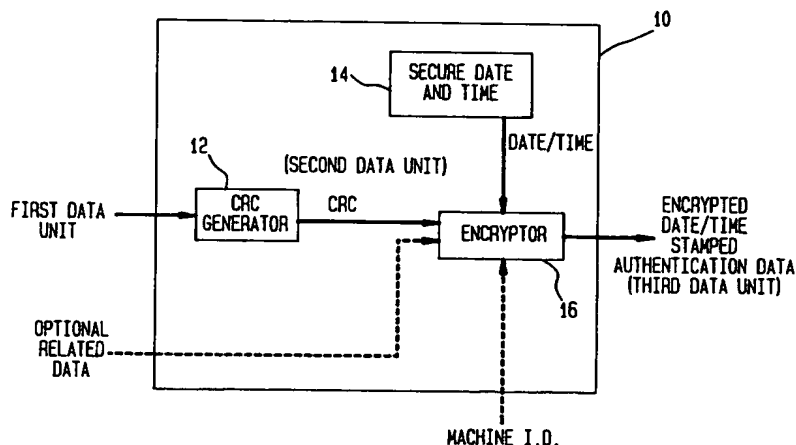 10
14
SECURE DATE
AND TIME
DATE/TIME
12
(SECOND DATA UNIT)
CRC
GENERATOR
CRC
FIRST DATA
UNIT
ENCRYPTOR
ENCRYPTED
DATE/TIME
STAMPED
AUTHENTICATION DATA
(THIRD DATA UNIT)
16
OPTIONAL
RELATED
DATA
MACHINE I.D.